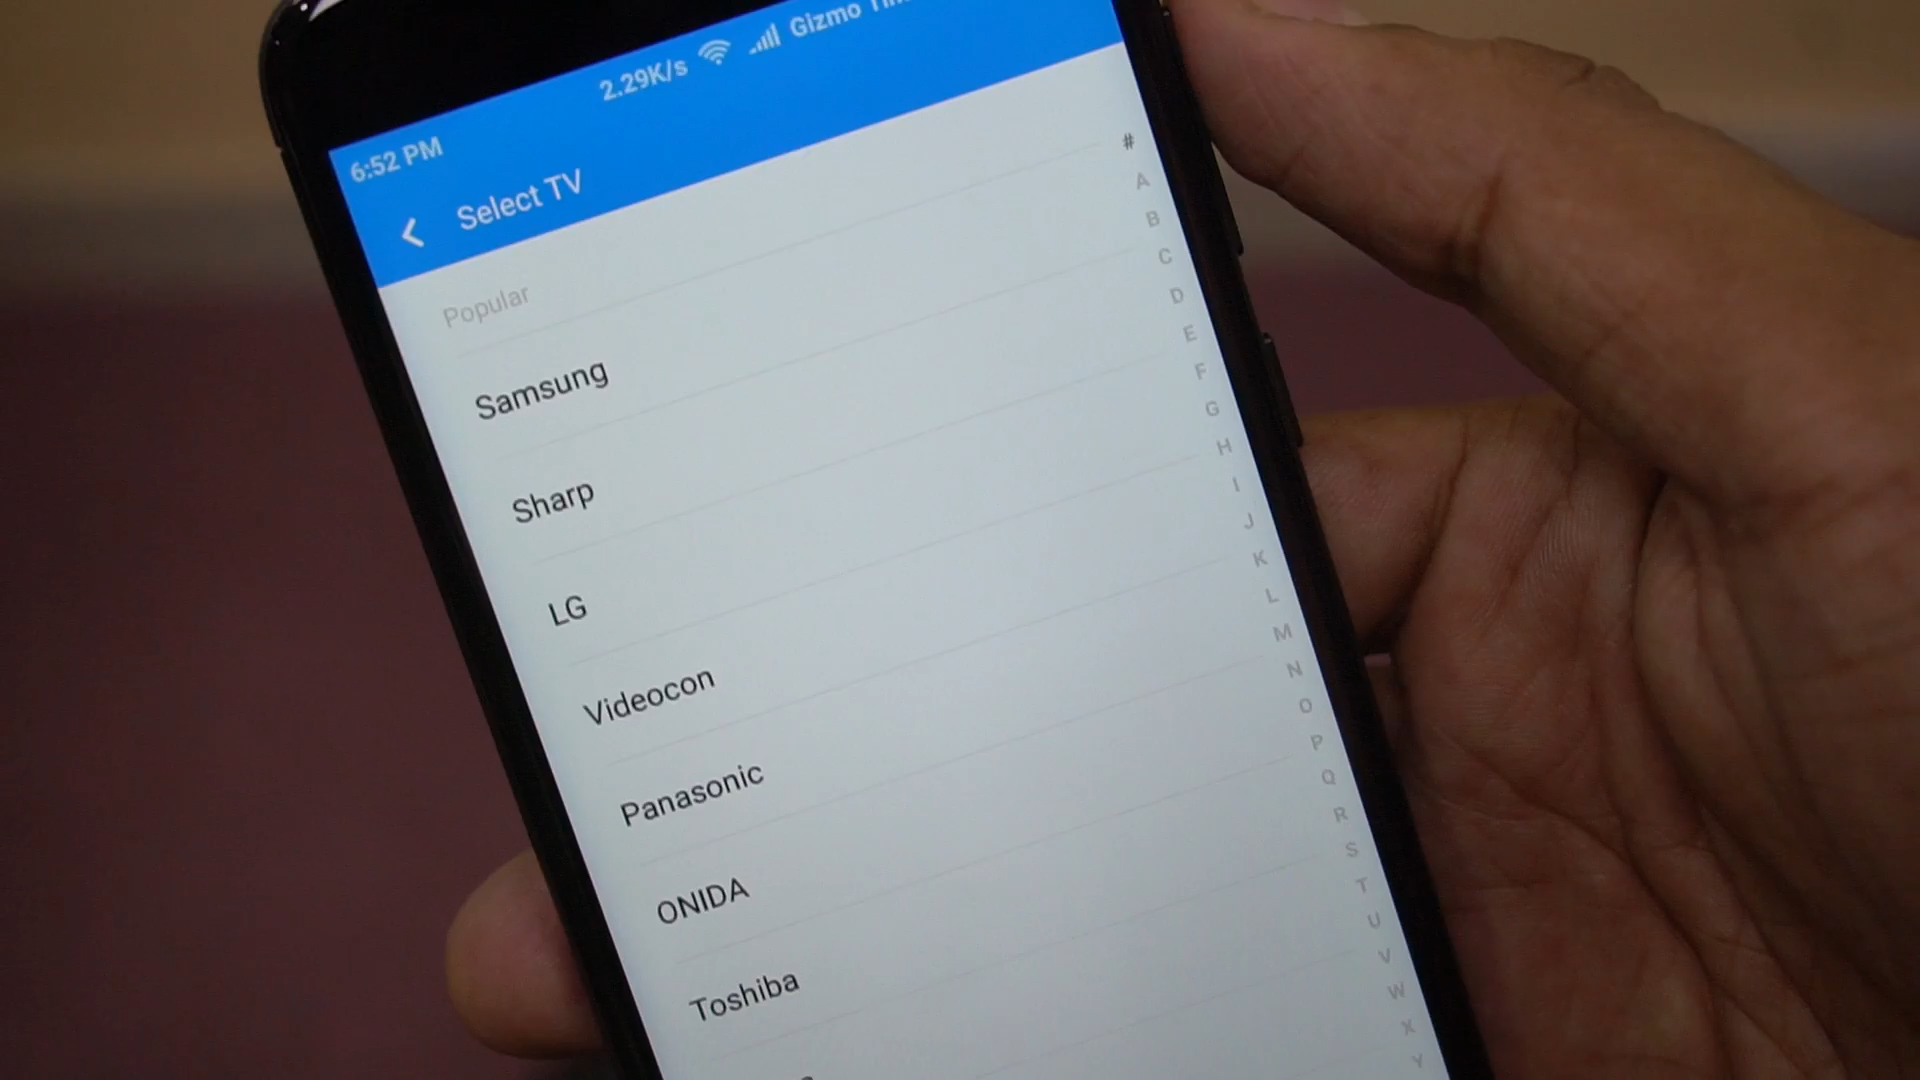 2.29K/s Gizmo
6:52 PM
Select TV
Popular
Samsung
Sharp
LG
Videocon
Panasonic
ONIDA
Toshiba
#
A
B
C
D
E
F
G
H
I
J
K
L
M
N
O
P
Q
R
S
T
U
V
W
X
Y